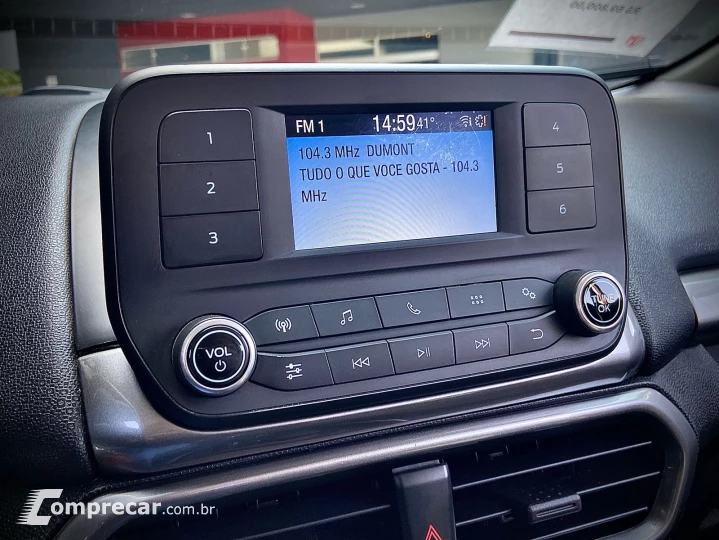 FM 1 14:59 41°
104.3 MHz DUMONT
TUDO O QUE VOCE GOSTA - 104.3
MHz
1
2
3
4
5
6
VOL
TUNE
OK
Comprecar.com.br